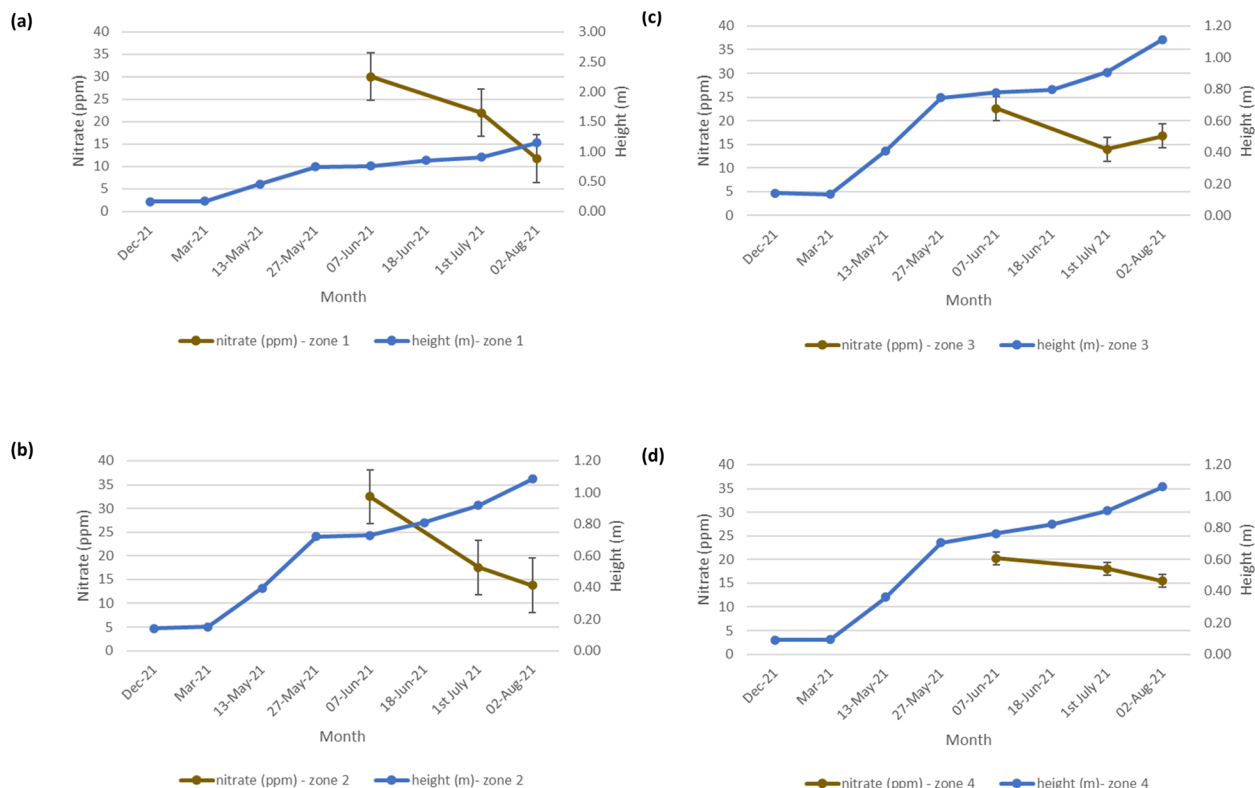 (a)
40
35
30
25
20
15
10
5
0
Nitrate (ppm)
3.00
2.50
2.00
1.50
1.00
0.50
0.00
Height (m)
Dec-21
Mar-21
13-May-21
27-May-21
07-Jun-21
18-Jun-21
1st July 21
02-Aug-21
Month
nitrate (ppm) - zone 1
height (m)- zone 1
(c)
40
35
30
25
20
15
10
5
0
Nitrate (ppm)
1.20
1.00
0.80
0.60
0.40
0.20
0.00
Height (m)
Dec-21
Mar-21
13-May-21
27-May-21
07-Jun-21
18-Jun-21
1st July 21
02-Aug-21
Month
nitrate (ppm) - zone 3
height (m)- zone 3
(b)
40
35
30
25
20
15
10
5
0
Nitrate (ppm)
1.20
1.00
0.80
0.60
0.40
0.20
0.00
Height (m)
Dec-21
Mar-21
13-May-21
27-May-21
07-Jun-21
18-Jun-21
1st July 21
02-Aug-21
Month
nitrate (ppm) - zone 2
height (m)- zone 2
(d)
40
35
30
25
20
15
10
5
0
Nitrate (ppm)
1.20
1.00
0.80
0.60
0.40
0.20
0.00
Height (m)
Dec-21
Mar-21
13-May-21
27-May-21
07-Jun-21
18-Jun-21
1st July 21
02-Aug-21
Month
nitrate (ppm) - zone 4
height (m)- zone 4